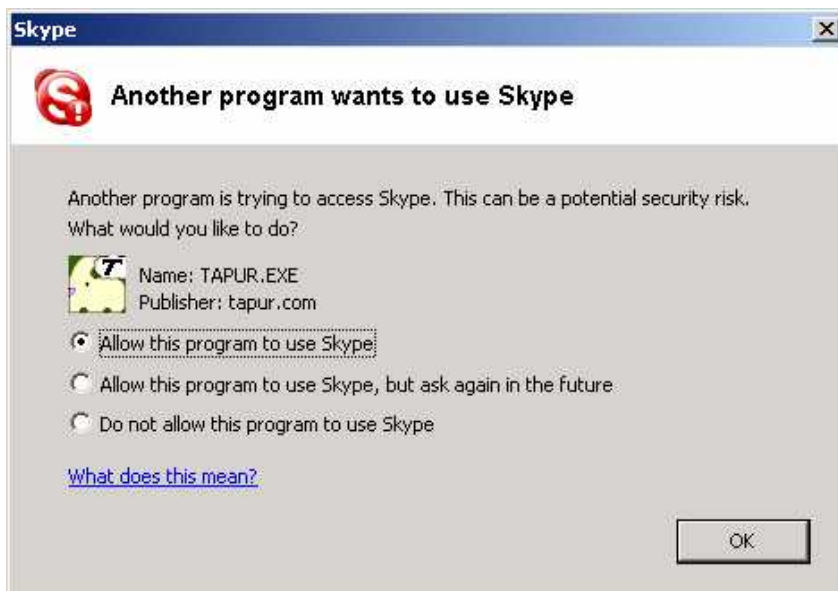 Skype
Another program wants to use Skype
Another program is trying to access Skype. This can be a potential security risk.
What would you like to do?
T
Name: TAPUR.EXE
Publisher: tapur.com
Allow this program to use Skype
Allow this program to use Skype, but ask again in the future
Do not allow this program to use Skype
What does this mean?
OK